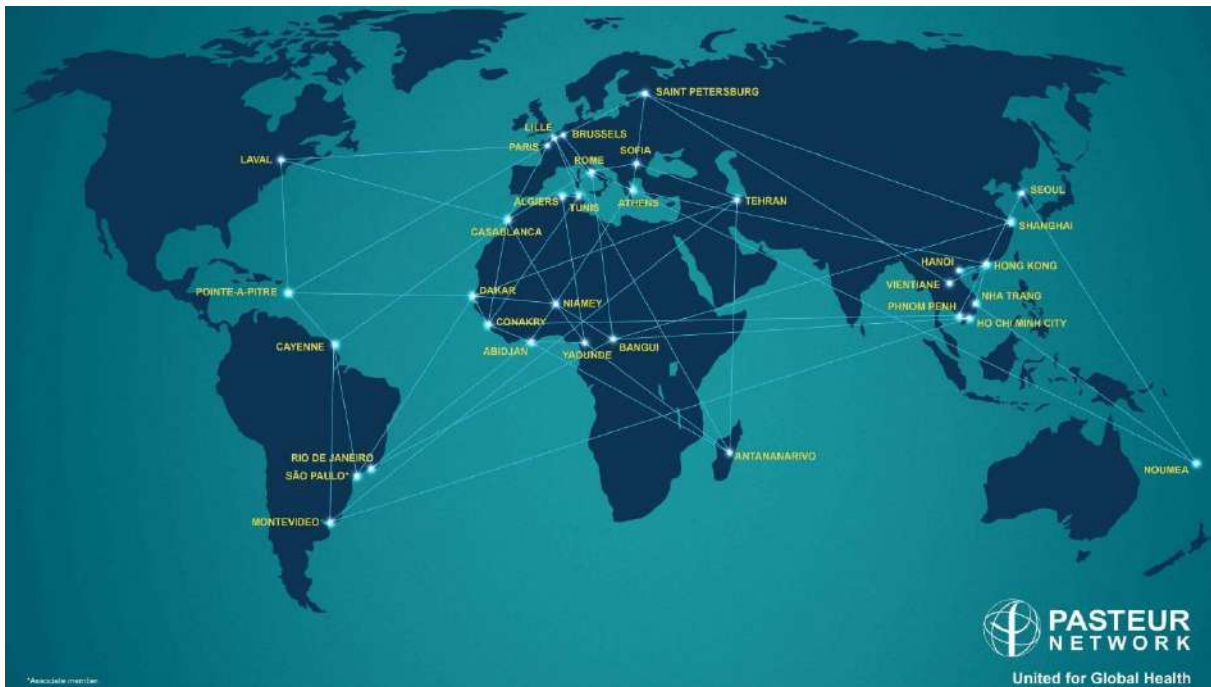 SAINT PETERSBURG
LILLE
BRUSSELS
PARIS
SOFIA
ROME
LAVAL
SEOUL
ALGIERS
TUNIS
ATHENS
TEHRAN
SHANGHAI
CASABLANCA
HANOI
HONG KONG
VIENTIANE
POINTE-A-PITRE
DAKAR
NIAMEY
NHA TRANG
PHNOM PENH
CONAKRY
HO CHI MINH CITY
CAYENNE
ABIDJAN
YAOUNDE
BANGUI
RIO DE JANEIRO
ANTANANARIVO
SÃO PAULO*
NOUMEA
MONTEVIDEO
PASTEUR
NETWORK
United for Global Health
*Associate member